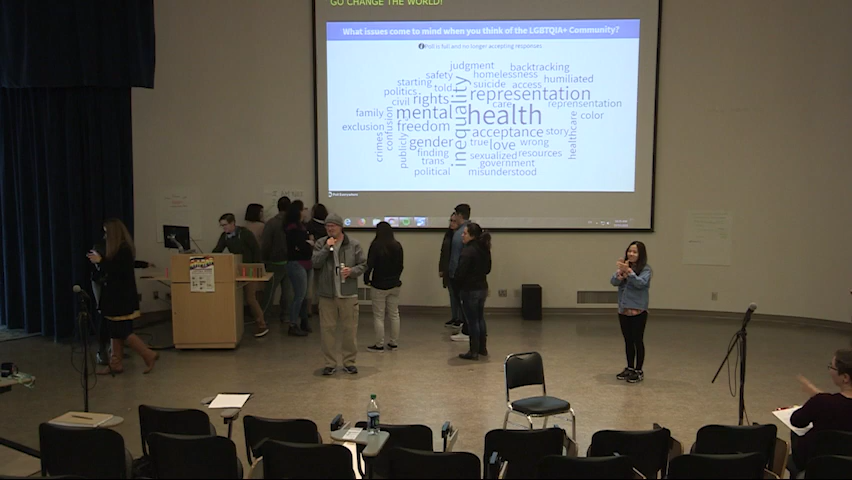 GO CHANGE THE WORLD!
What issues come to mind when you think of the LGBTQIA+ Community?
Poll is full and no longer accepting responses
judgment
backtracking
safety
homelessness
humiliated
starting
told
suicide
access
politics
inequality
representation
civil
rights
care
reprensentation
family
mental
health
color
exclusion
confusion
freedom
acceptance
story
healthcare
crimes
publicly
gender
true
love
wrong
finding
sexualized
resources
trans
government
political
misunderstood
Poll Everywhere